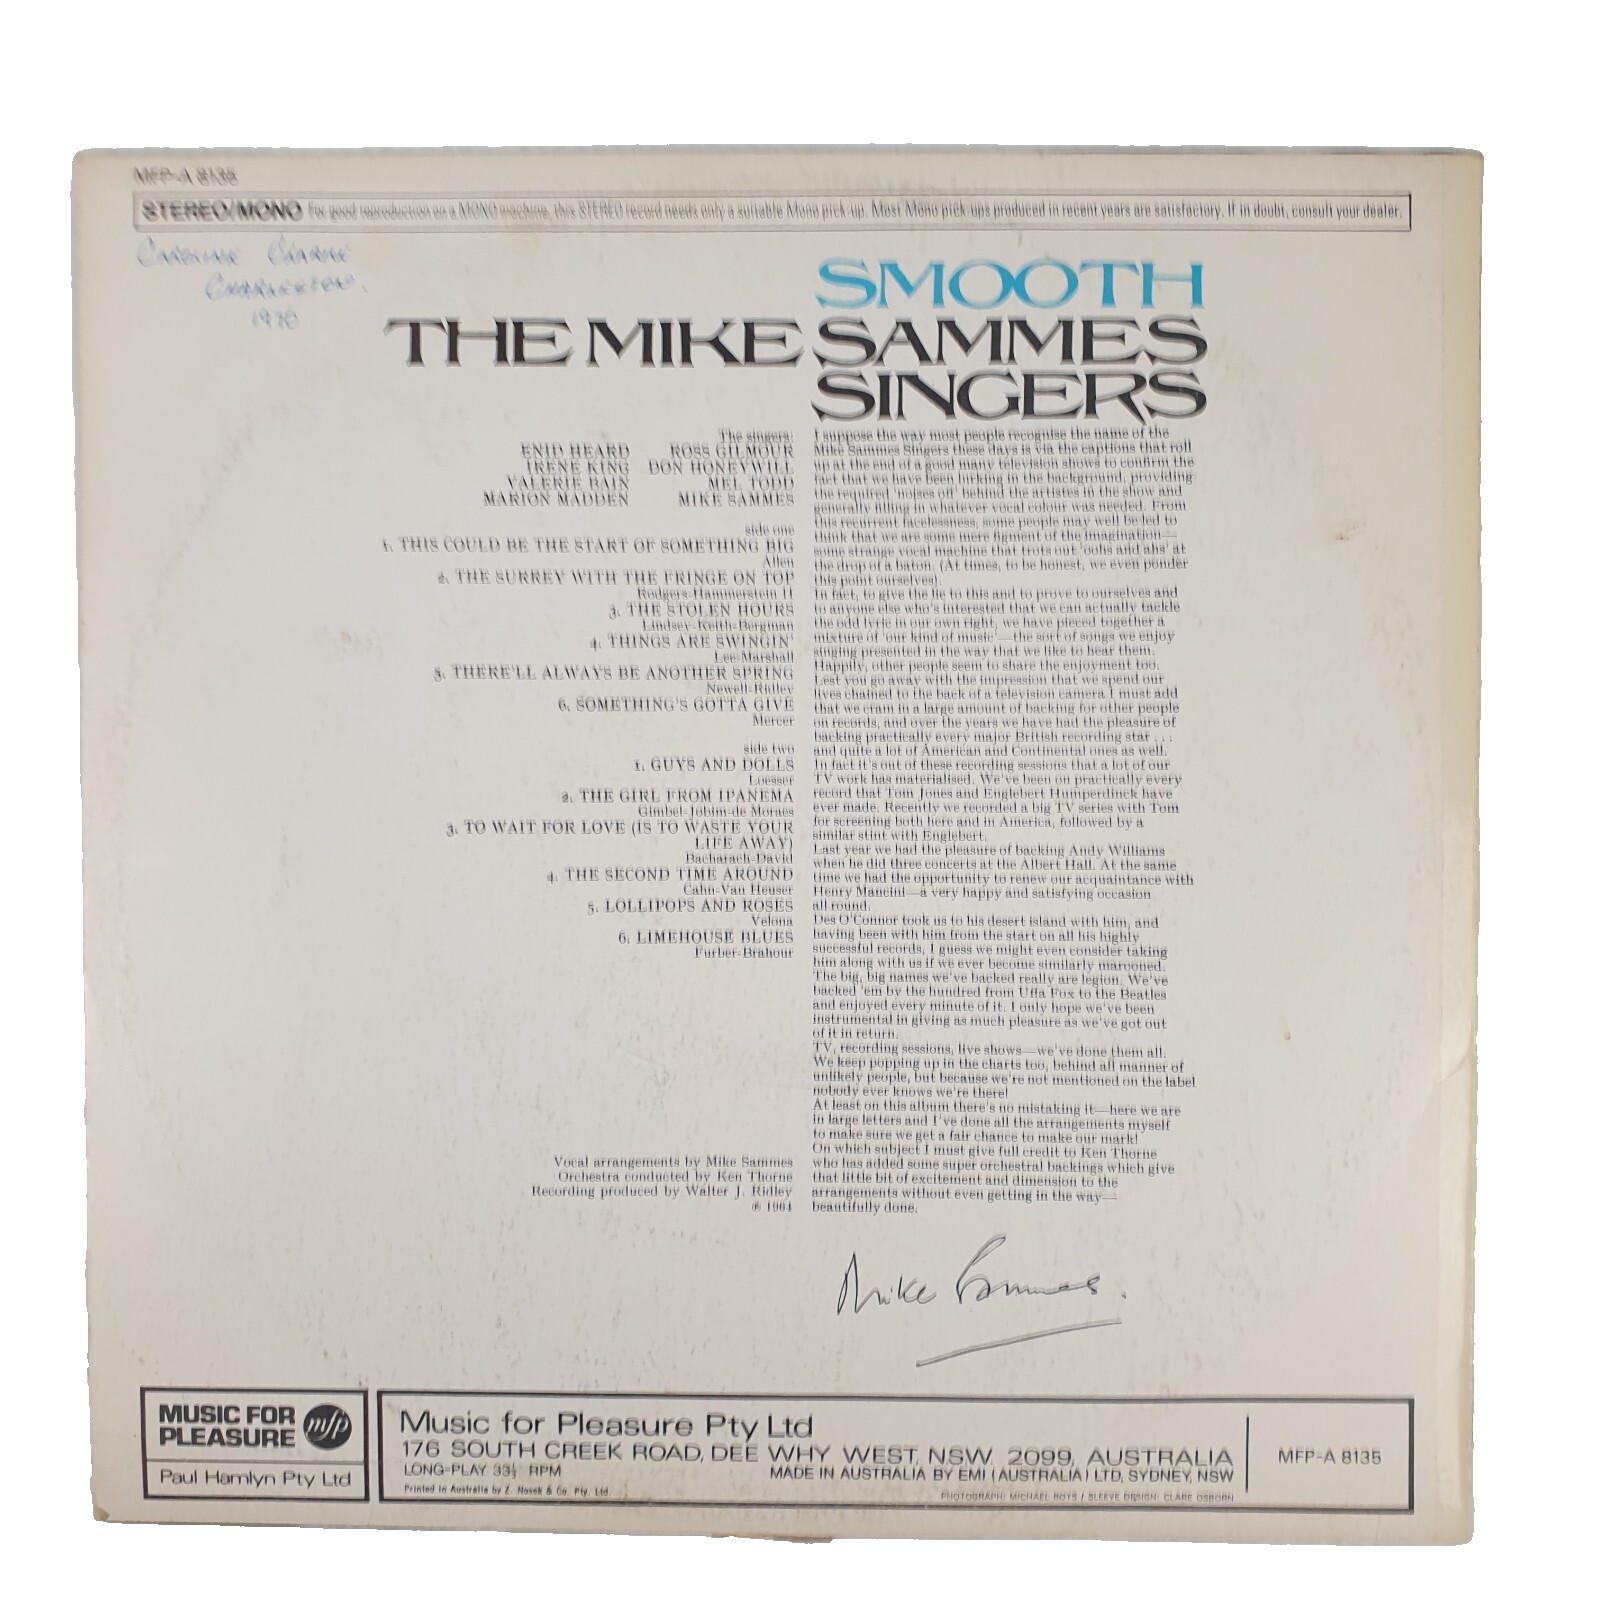 MFP-A 8135
STEREO/MONO For good reproduction on a MONO machine, this STEREO record needs only a suitable Mono pick-up. Most Mono pick-ups produced in recent years are satisfactory. If in doubt, consult your dealer.
Charleston.
1970
SMOOTH
THE MIKE SAMMES
SINGERS
The singers:
ENID HEARD ROSS GILMOUR
IRENE KING DON HONEYWILL
VALERIE BAIN MEL TODD
MARION MADDEN MIKE SAMMES
side one
1. THIS COULD BE THE START OF SOMETHING BIG
Allen
2. THE SURREY WITH THE FRINGE ON TOP
Rodgers-Hammerstein II
3. THE STOLEN HOURS
Lindsey-Keith-Bergman
4. THINGS ARE SWINGIN'
Lee-Marshall
5. THERE'LL ALWAYS BE ANOTHER SPRING
Newell-Ridley
6. SOMETHING'S GOTTA GIVE
Mercer
side two
1. GUYS AND DOLLS
Loesser
2. THE GIRL FROM IPANEMA
Gimbel-Jobim-de Moraes
3. TO WAIT FOR LOVE (IS TO WASTE YOUR
LIFE AWAY)
Bacharach-David
4. THE SECOND TIME AROUND
Cahn-Van Heuser
5. LOLLIPOPS AND ROSES
Velona
6. LIMEHOUSE BLUES
Furber-Brahour
Vocal arrangements by Mike Sammes
Orchestra conducted by Ken Thorne
Recording produced by Walter J. Ridley
℗ 1964
I suppose the way most people recognise the name of the
Mike Sammes Singers these days is via the captions that roll
up at the end of a good many television shows to confirm the
fact that we have been lurking in the background, providing
the required 'noises off' behind the artistes in the show and
generally filling in whatever vocal colour was needed. From
this recurrent facelessness, some people may well be led to
think that we are some mere figment of the imagination—
some strange vocal machine that trots out 'oohs and ahs' at
the drop of a baton. (At times, to be honest, we even ponder
this point ourselves).
In fact, to give the lie to this and to prove to ourselves and
to anyone else who's interested that we can actually tackle
the odd lyric in our own right, we have pieced together a
mixture of 'our kind of music'—the sort of songs we enjoy
singing presented in the way that we like to hear them.
Happily, other people seem to share the enjoyment too.
Lest you go away with the impression that we spend our
lives chained to the back of a television camera I must add
that we cram in a large amount of backing for other people
on records, and over the years we have had the pleasure of
backing practically every major British recording star . . .
and quite a lot of American and Continental ones as well.
In fact it's out of these recording sessions that a lot of our
TV work has materialised. We've been on practically every
record that Tom Jones and Englebert Humperdinck have
ever made. Recently we recorded a big TV series with Tom
for screening both here and in America, followed by a
similar stint with Englebert.
Last year we had the pleasure of backing Andy Williams
when he did three concerts at the Albert Hall. At the same
time we had the opportunity to renew our acquaintance with
Henry Mancini—a very happy and satisfying occasion
all round.
Des O'Connor took us to his desert island with him, and
having been with him from the start on all his highly
successful records, I guess we might even consider taking
him along with us if we ever become similarly marooned.
The big, big names we've backed really are legion. We've
backed 'em by the hundred from Uffa Fox to the Beatles
and enjoyed every minute of it. I only hope we've been
instrumental in giving as much pleasure as we've got out
of it in return.
TV, recording sessions, live shows—we've done them all.
We keep popping up in the charts too, behind all manner of
unlikely people, but because we're not mentioned on the label
nobody ever knows we're there!
At least on this album there's no mistaking it—here we are
in large letters and I've done all the arrangements myself
to make sure we get a fair chance to make our mark!
On which subject I must give full credit to Ken Thorne
who has added some super orchestral backings which give
that little bit of excitement and dimension to the
arrangements without even getting in the way—
beautifully done.
Mike Sammes.
MUSIC FOR
PLEASURE
mfp
Paul Hamlyn Pty Ltd
Music for Pleasure Pty Ltd
176 SOUTH CREEK ROAD, DEE WHY WEST, N.S.W. 2099, AUSTRALIA
LONG-PLAY 33⅓ RPM MADE IN AUSTRALIA BY EMI (AUSTRALIA) LTD, SYDNEY, NSW
Printed in Australia by Z. Nosek & Co. Pty. Ltd. PHOTOGRAPH: MICHAEL BOYS / SLEEVE DESIGN: CLARE OSBORN
MFP-A 8135